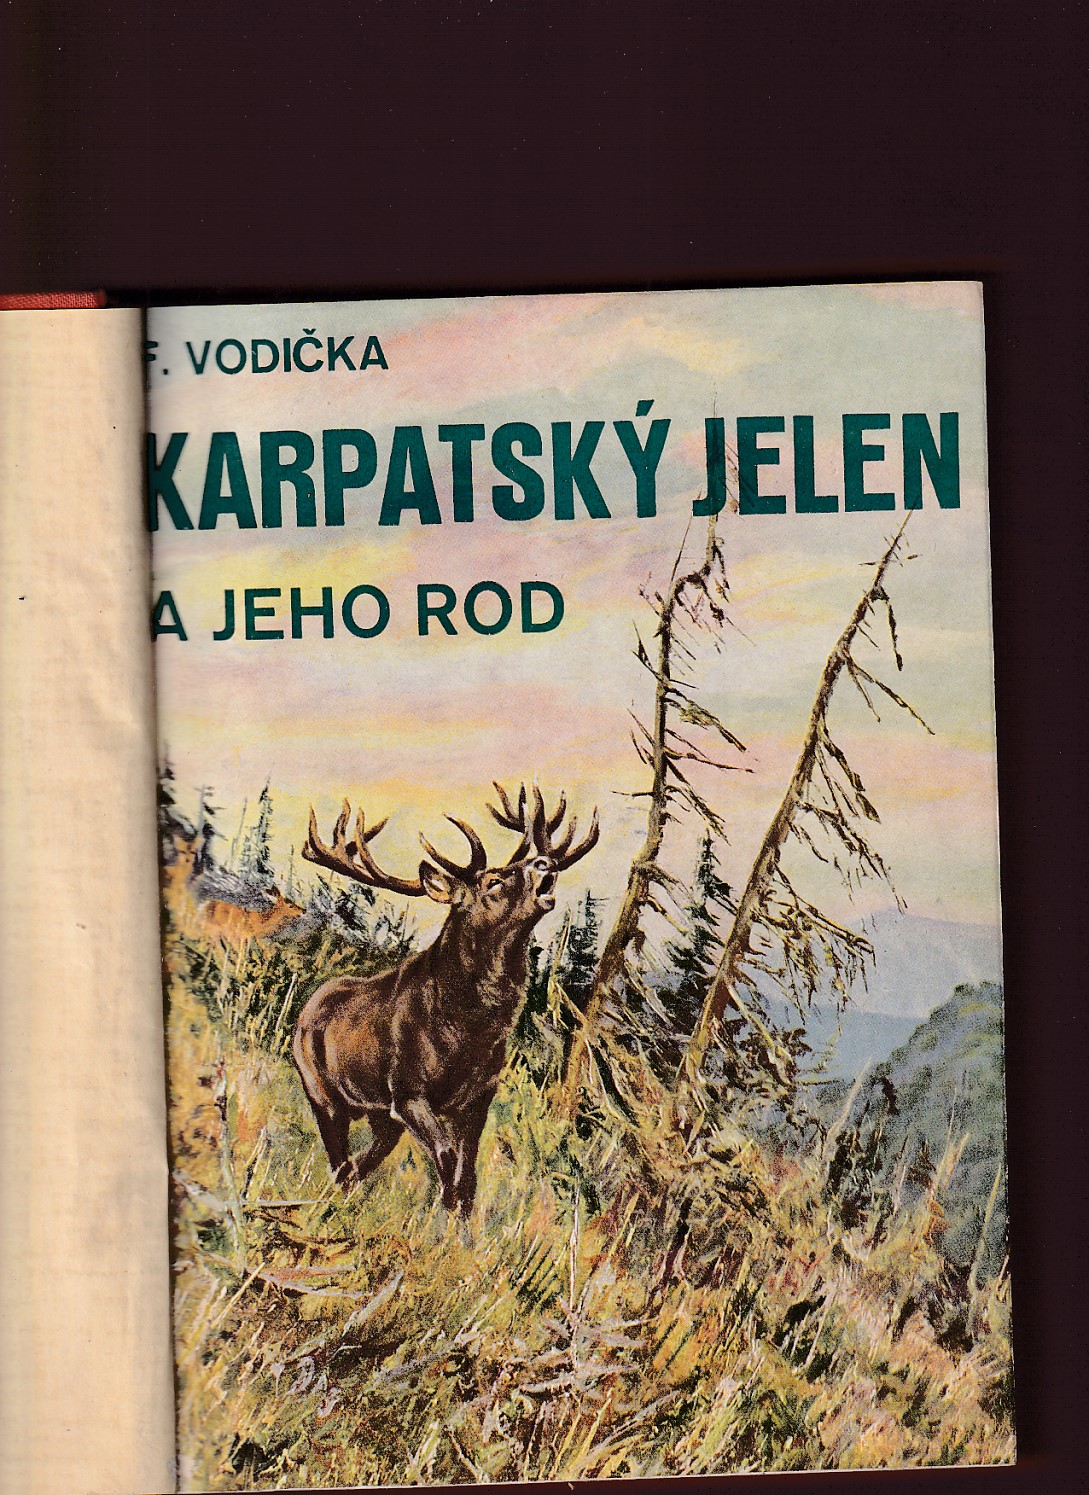 F. VODIČKA
KARPATSKÝ JELEN
A JEHO ROD